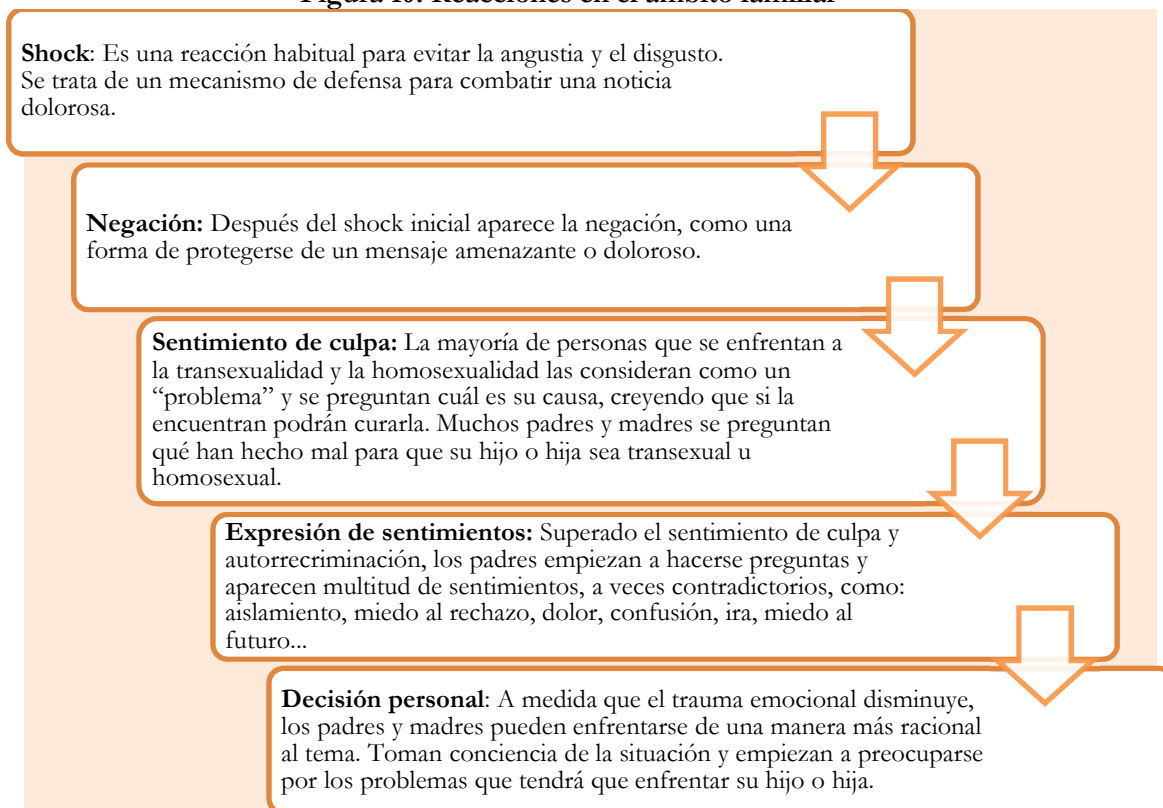 Figura 10. Reacciones en el ámbito familiar
Shock: Es una reacción habitual para evitar la angustia y el disgusto.
Se trata de un mecanismo de defensa para combatir una noticia
dolorosa.
Negación: Después del shock inicial aparece la negación, como una
forma de protegerse de un mensaje amenazante o doloroso.
Sentimiento de culpa: La mayoría de personas que se enfrentan a
la transexualidad y la homosexualidad las consideran como un
“problema” y se preguntan cuál es su causa, creyendo que si la
encuentran podrán curarla. Muchos padres y madres se preguntan
qué han hecho mal para que su hijo o hija sea transexual u
homosexual.
Expresión de sentimientos: Superado el sentimiento de culpa y
autorrecriminación, los padres empiezan a hacerse preguntas y
aparecen multitud de sentimientos, a veces contradictorios, como:
aislamiento, miedo al rechazo, dolor, confusión, ira, miedo al
futuro...
Decisión personal: A medida que el trauma emocional disminuye,
los padres y madres pueden enfrentarse de una manera más racional
al tema. Toman conciencia de la situación y empiezan a preocuparse
por los problemas que tendrá que enfrentar su hijo o hija.